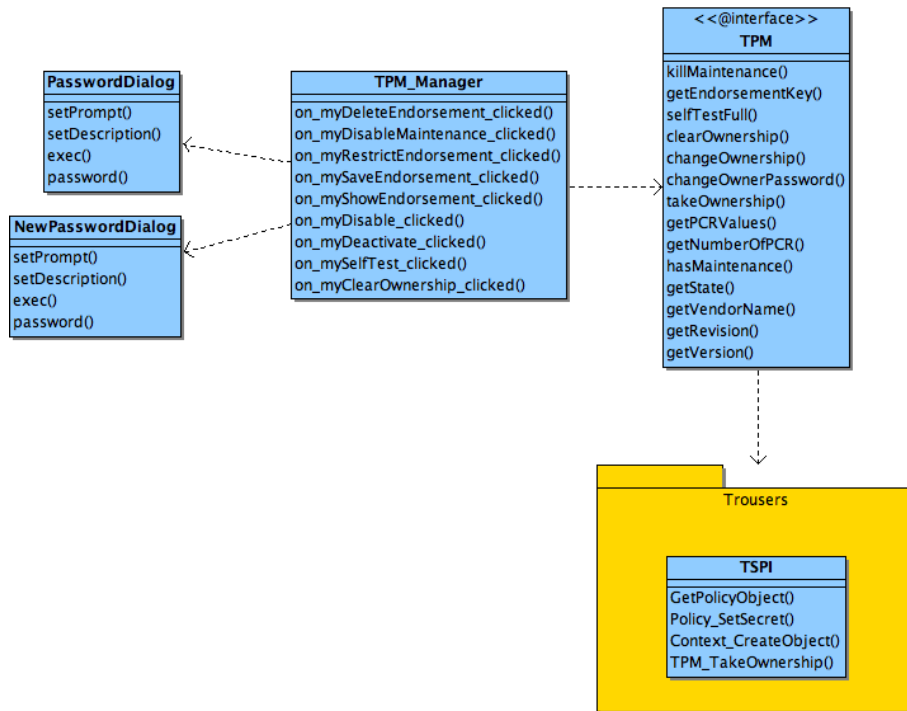 PasswordDialog
setPrompt()
setDescription()
exec()
password()
NewPasswordDialog
setPrompt()
setDescription()
exec()
password()
TPM_Manager
on_myDeleteEndorsement_clicked()
on_myDisableMaintenance_clicked()
on_myRestrictEndorsement_clicked()
on_mySaveEndorsement_clicked()
on_myShowEndorsement_clicked()
on_myDisable_clicked()
on_myDeactivate_clicked()
on_mySelfTest_clicked()
on_myClearOwnership_clicked()
<<@interface>>
TPM
killMaintenance()
getEndorsementKey()
selfTestFull()
clearOwnership()
changeOwnership()
changeOwnerPassword()
takeOwnership()
getPCRValues()
getNumberOfPCR()
hasMaintenance()
getState()
getVendorName()
getRevision()
getVersion()
Trousers
TSPI
GetPolicyObject()
Policy_SetSecret()
Context_CreateObject()
TPM_TakeOwnership()